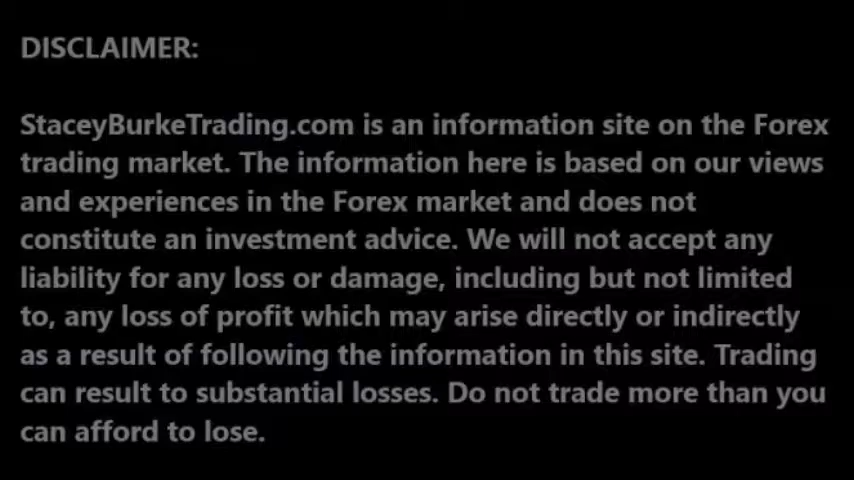 DISCLAIMER:
StaceyBurkeTrading.com is an information site on the Forex
trading market. The information here is based on our views
and experiences in the Forex market and does not
constitute an investment advice. We will not accept any
liability for any loss or damage, including but not limited
to, any loss of profit which may arise directly or indirectly
as a result of following the information in this site. Trading
can result to substantial losses. Do not trade more than you
can afford to lose.